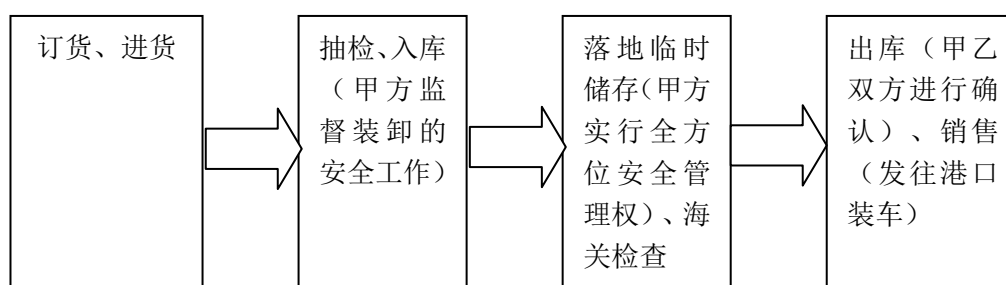 订货、进货
抽检、入库
（甲方监
督装卸的
安全工作）
落地临时
储存（甲方
实行全方
位安全管
理权）、海
关检查
出库（甲乙
双方进行确
认）、销售
（发往港口
装车）